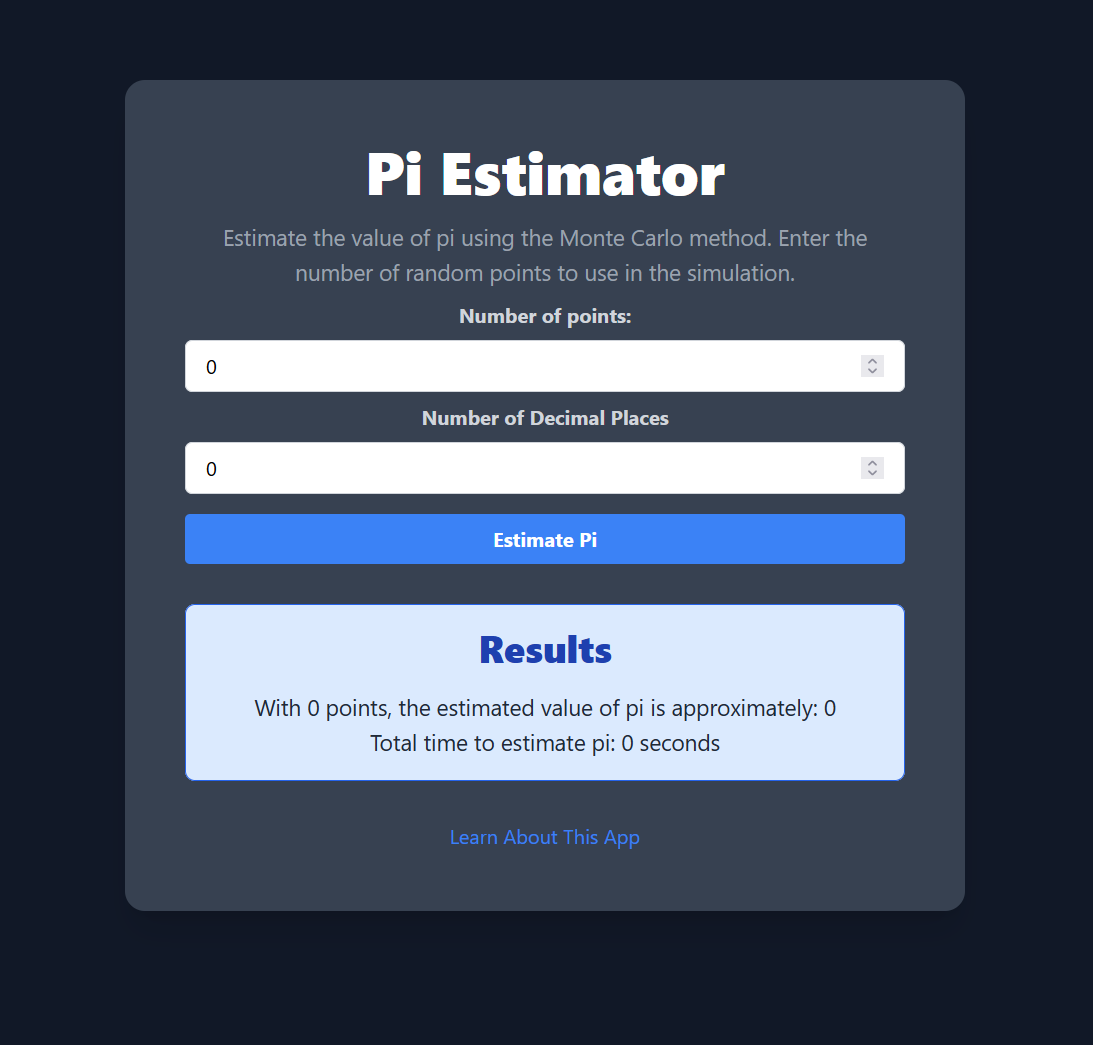 Pi Estimator
Estimate the value of pi using the Monte Carlo method. Enter the
number of random points to use in the simulation.
Number of points:
0
Number of Decimal Places
0
Estimate Pi
Results
With 0 points, the estimated value of pi is approximately: 0
Total time to estimate pi: 0 seconds
Learn About This App